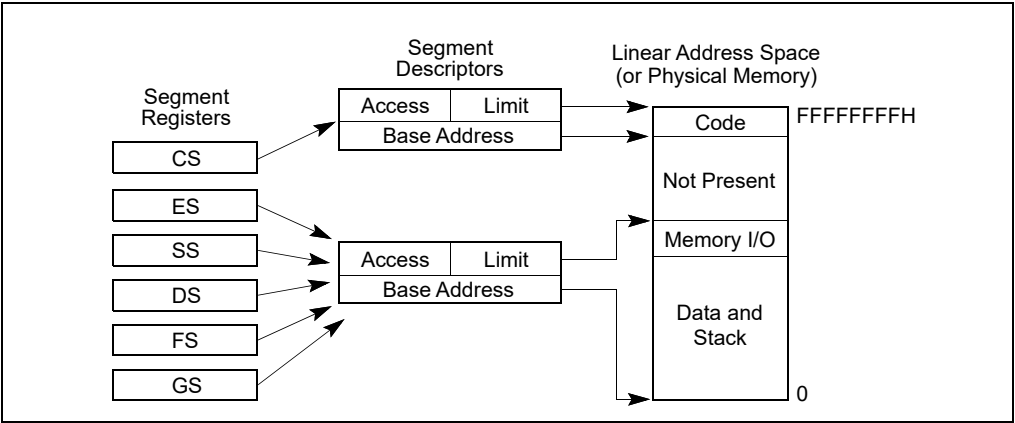 Segment
Descriptors
Linear Address Space
(or Physical Memory)
Segment
Registers
Access Limit
Base Address
Code
FFFFFFFFH
CS
Not Present
ES
SS
Access Limit
Base Address
Memory I/O
DS
Data and
Stack
FS
GS
0